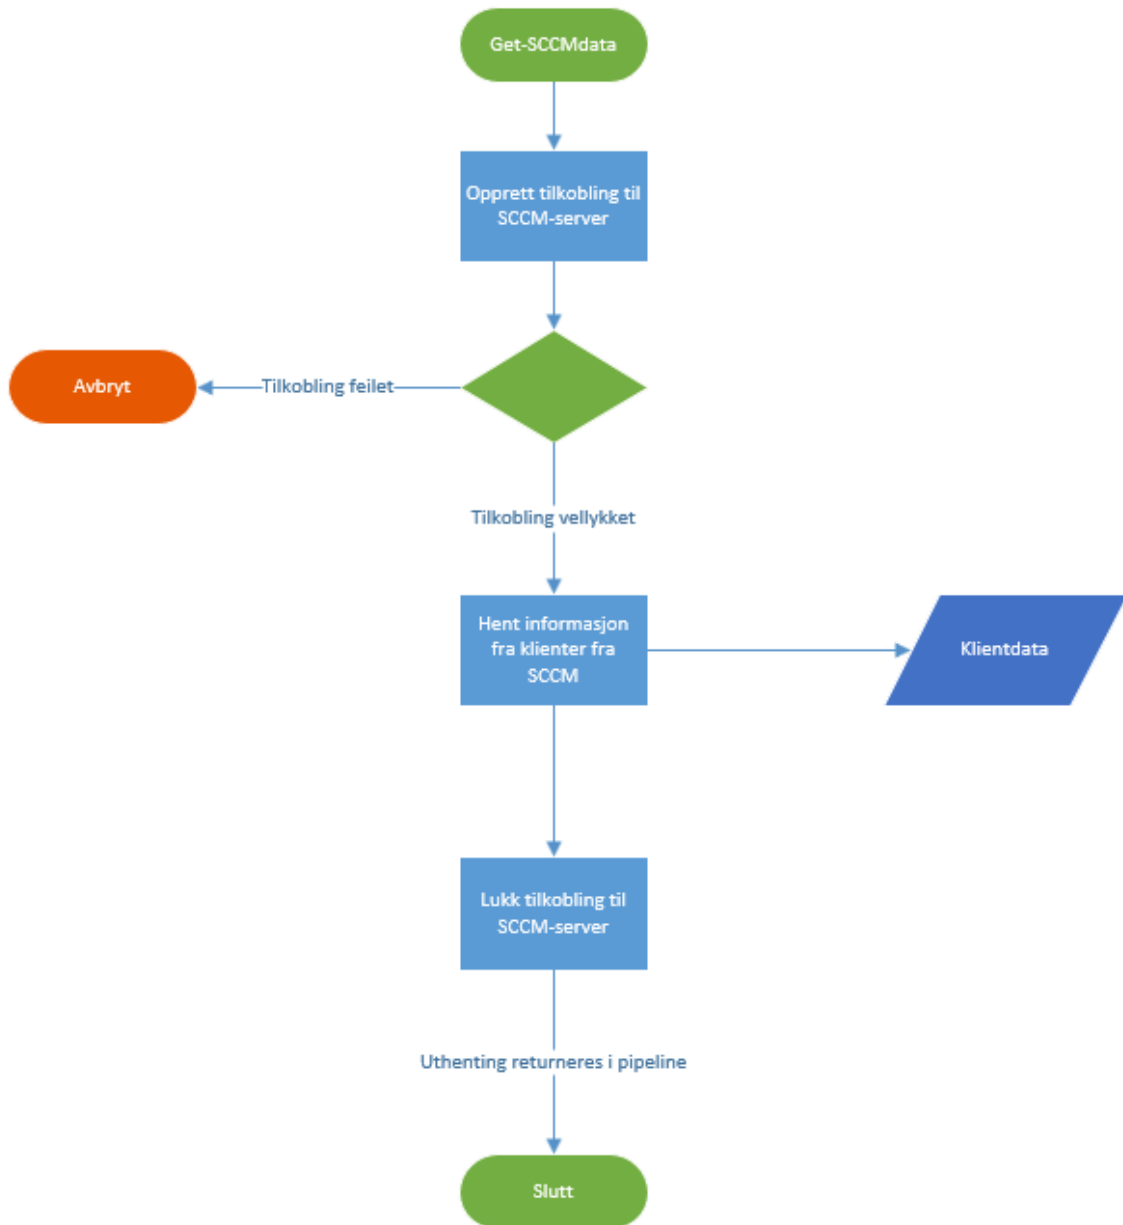 Get-SCCMdata
Opprett tilkobling til
SCCM-server
Avbryt
Tilkobling feilet
Tilkobling vellykket
Hent informasjon
fra klienter fra
SCCM
Klientdata
Lukk tilkobling til
SCCM-server
Uthenting returneres i pipeline
Slutt